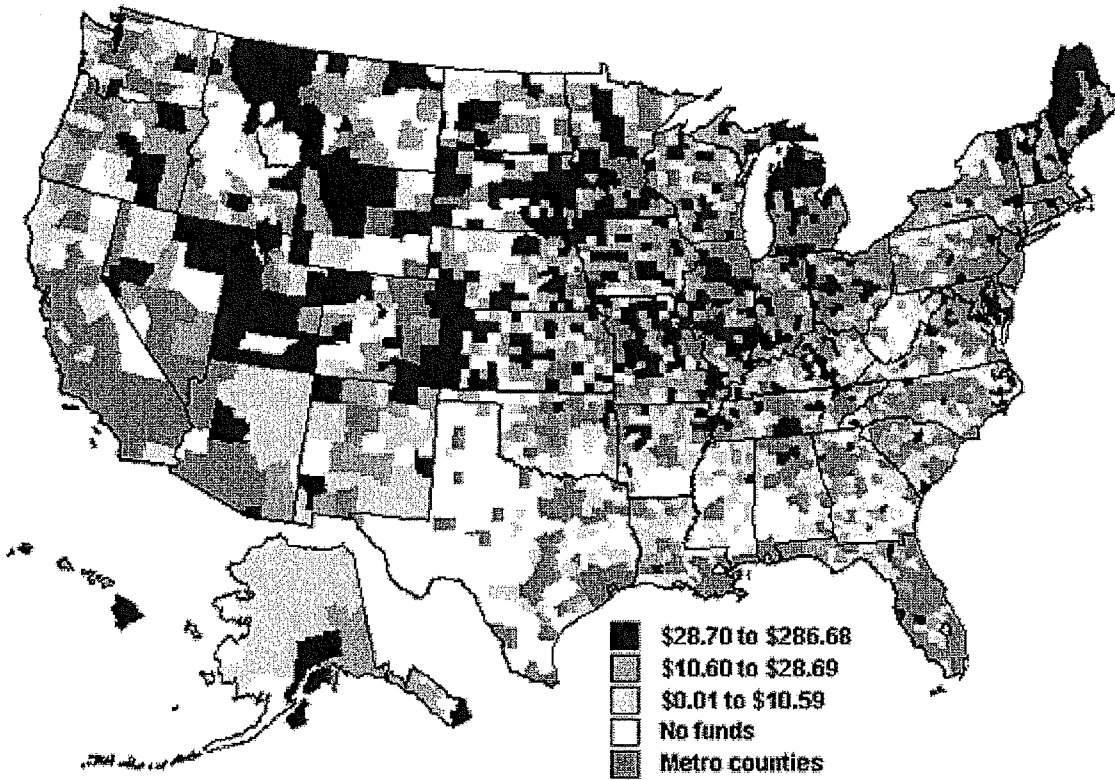 $28.70 to $286.68
$10.60 to $28.69
$0.01 to $10.59
No funds
Metro counties